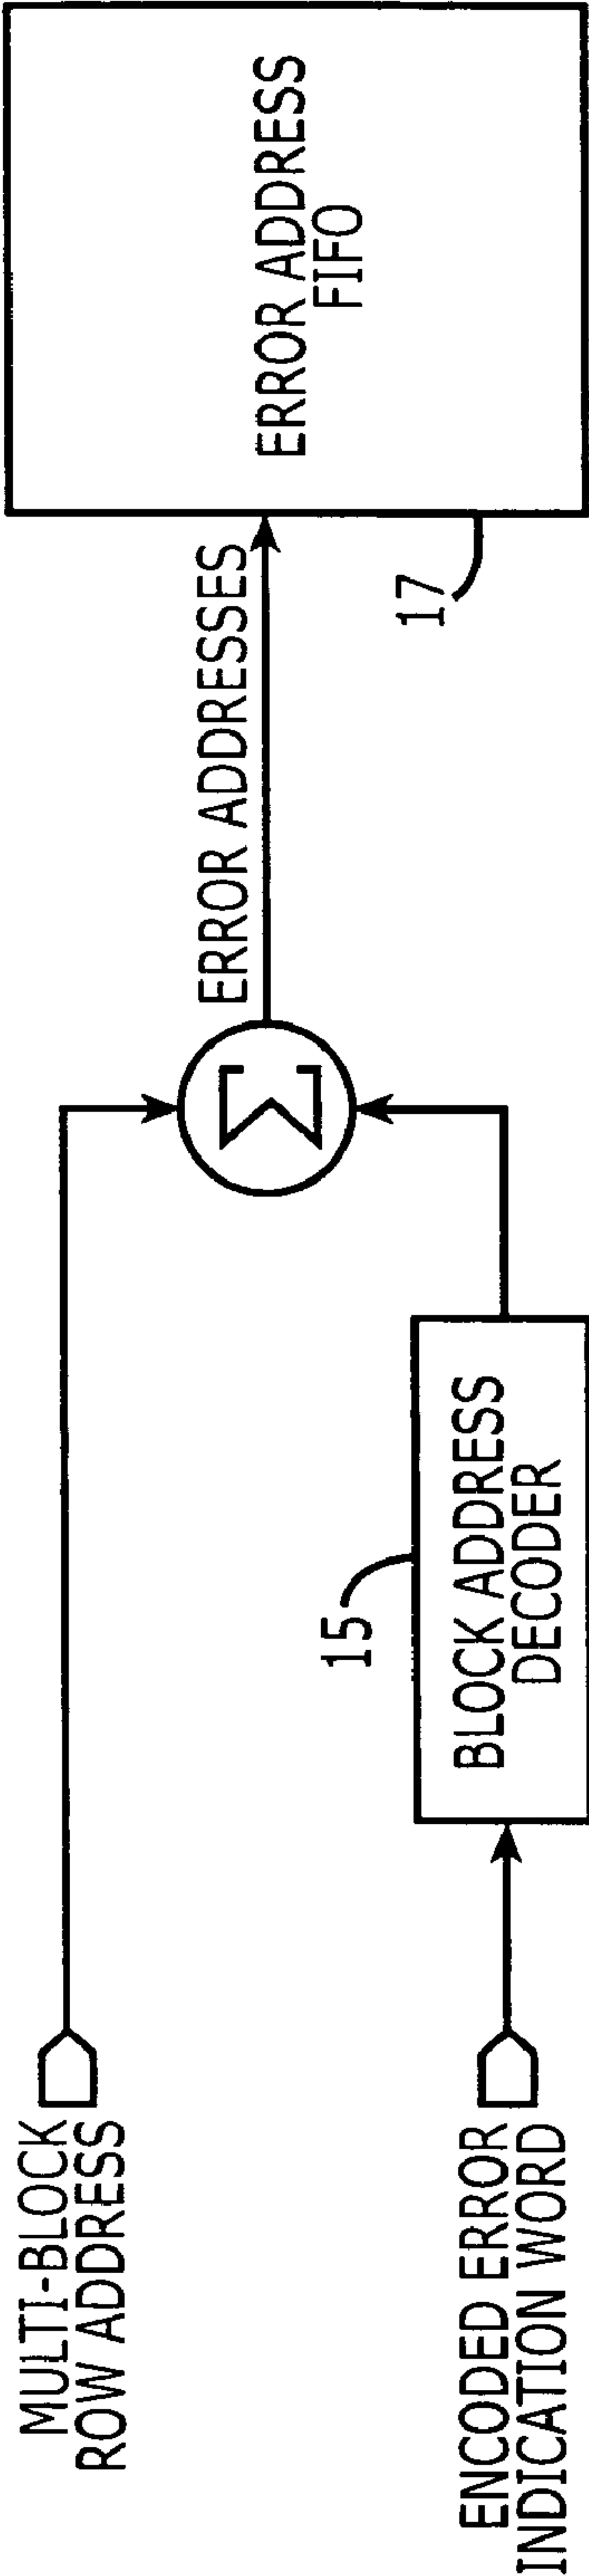 MULTI-BLOCK
ROW ADDRESS
ENCODED ERROR
INDICATION WORD
15
BLOCK ADDRESS
DECODER
Σ
ERROR ADDRESSES
17
ERROR ADDRESS
FIFO